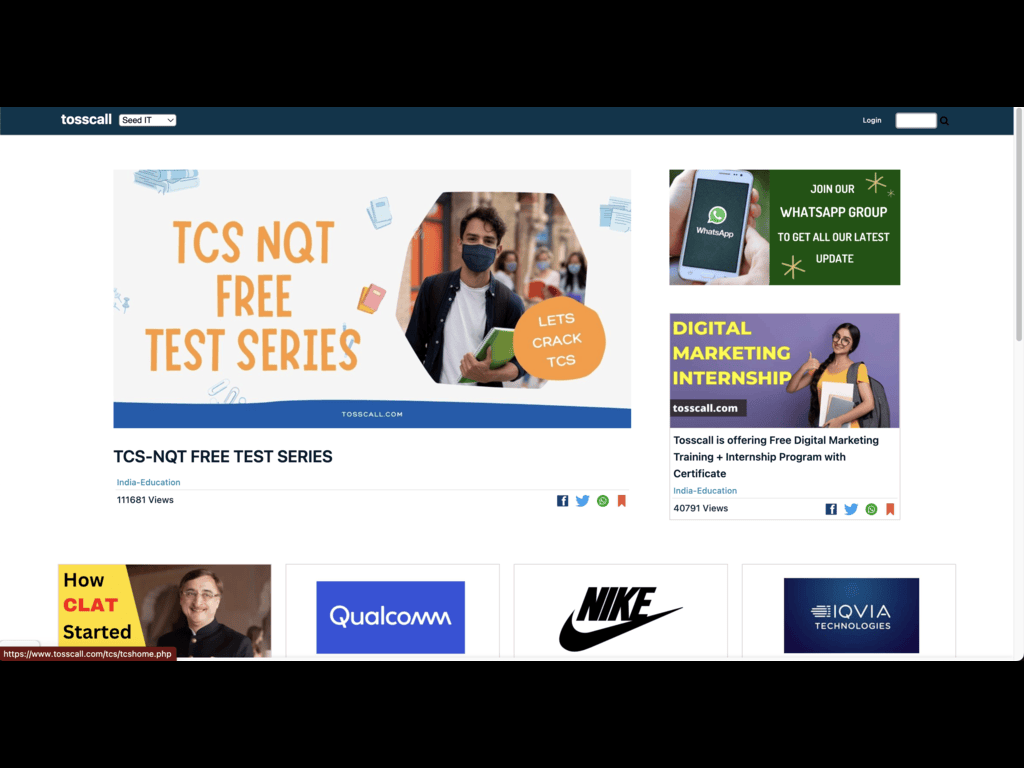 tosscall
Seed IT
Login
TCS NQT
FREE
TEST SERIES
LETS
CRACK
TCS
TOSSCALL.COM
JOIN OUR
WHATSAPP GROUP
TO GET ALL OUR LATEST
UPDATE
WhatsApp
DIGITAL
MARKETING
INTERNSHIP
tosscall.com
TCS-NQT FREE TEST SERIES
India-Education
111681 Views
Tosscall is offering Free Digital Marketing
Training + Internship Program with
Certificate
India-Education
40791 Views
How
CLAT
Started
Qualcomm
NIKE
IQVIA
TECHNOLOGIES
https://www.tosscall.com/tcs/tcshome.php